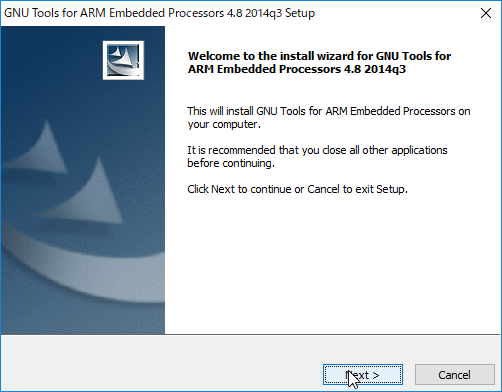 GNU Tools for ARM Embedded Processors 4.8 2014q3 Setup
Welcome to the install wizard for GNU Tools for
ARM Embedded Processors 4.8 2014q3
This will install GNU Tools for ARM Embedded Processors on
your computer.
It is recommended that you close all other applications
before continuing.
Click Next to continue or Cancel to exit Setup.
Next >
Cancel